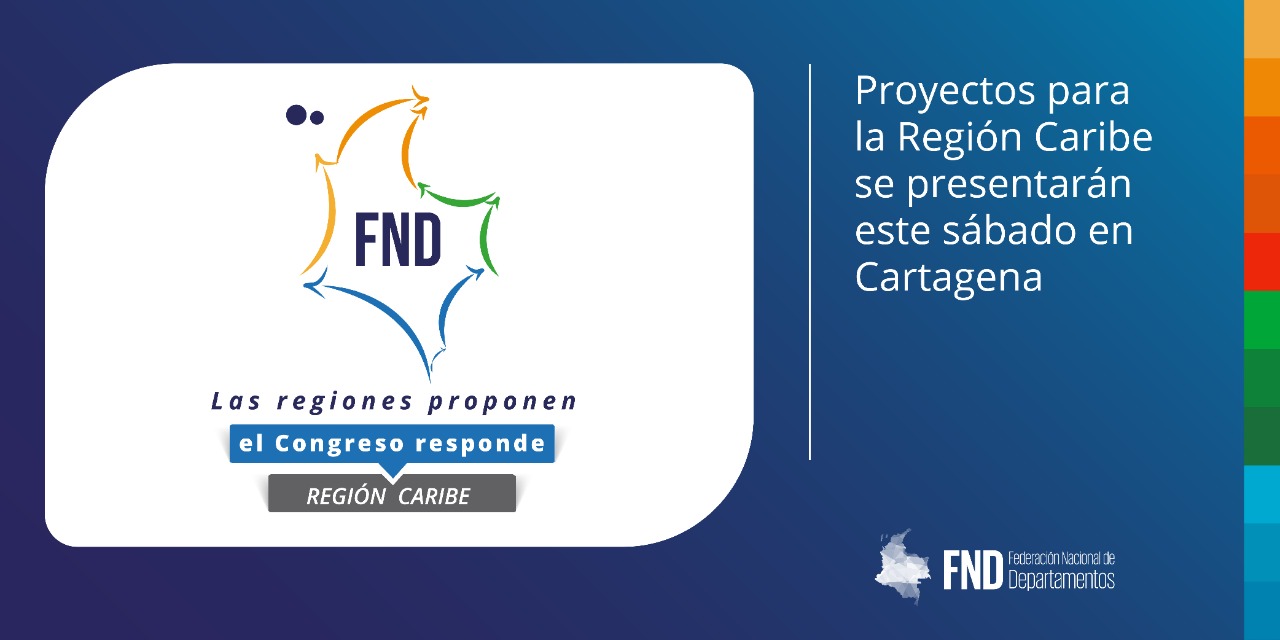 FND
Las regiones proponen
el Congreso responde
REGIÓN CARIBE
Proyectos para
la Región Caribe
se presentarán
este sábado en
Cartagena
FND Federación Nacional de
Departamentos